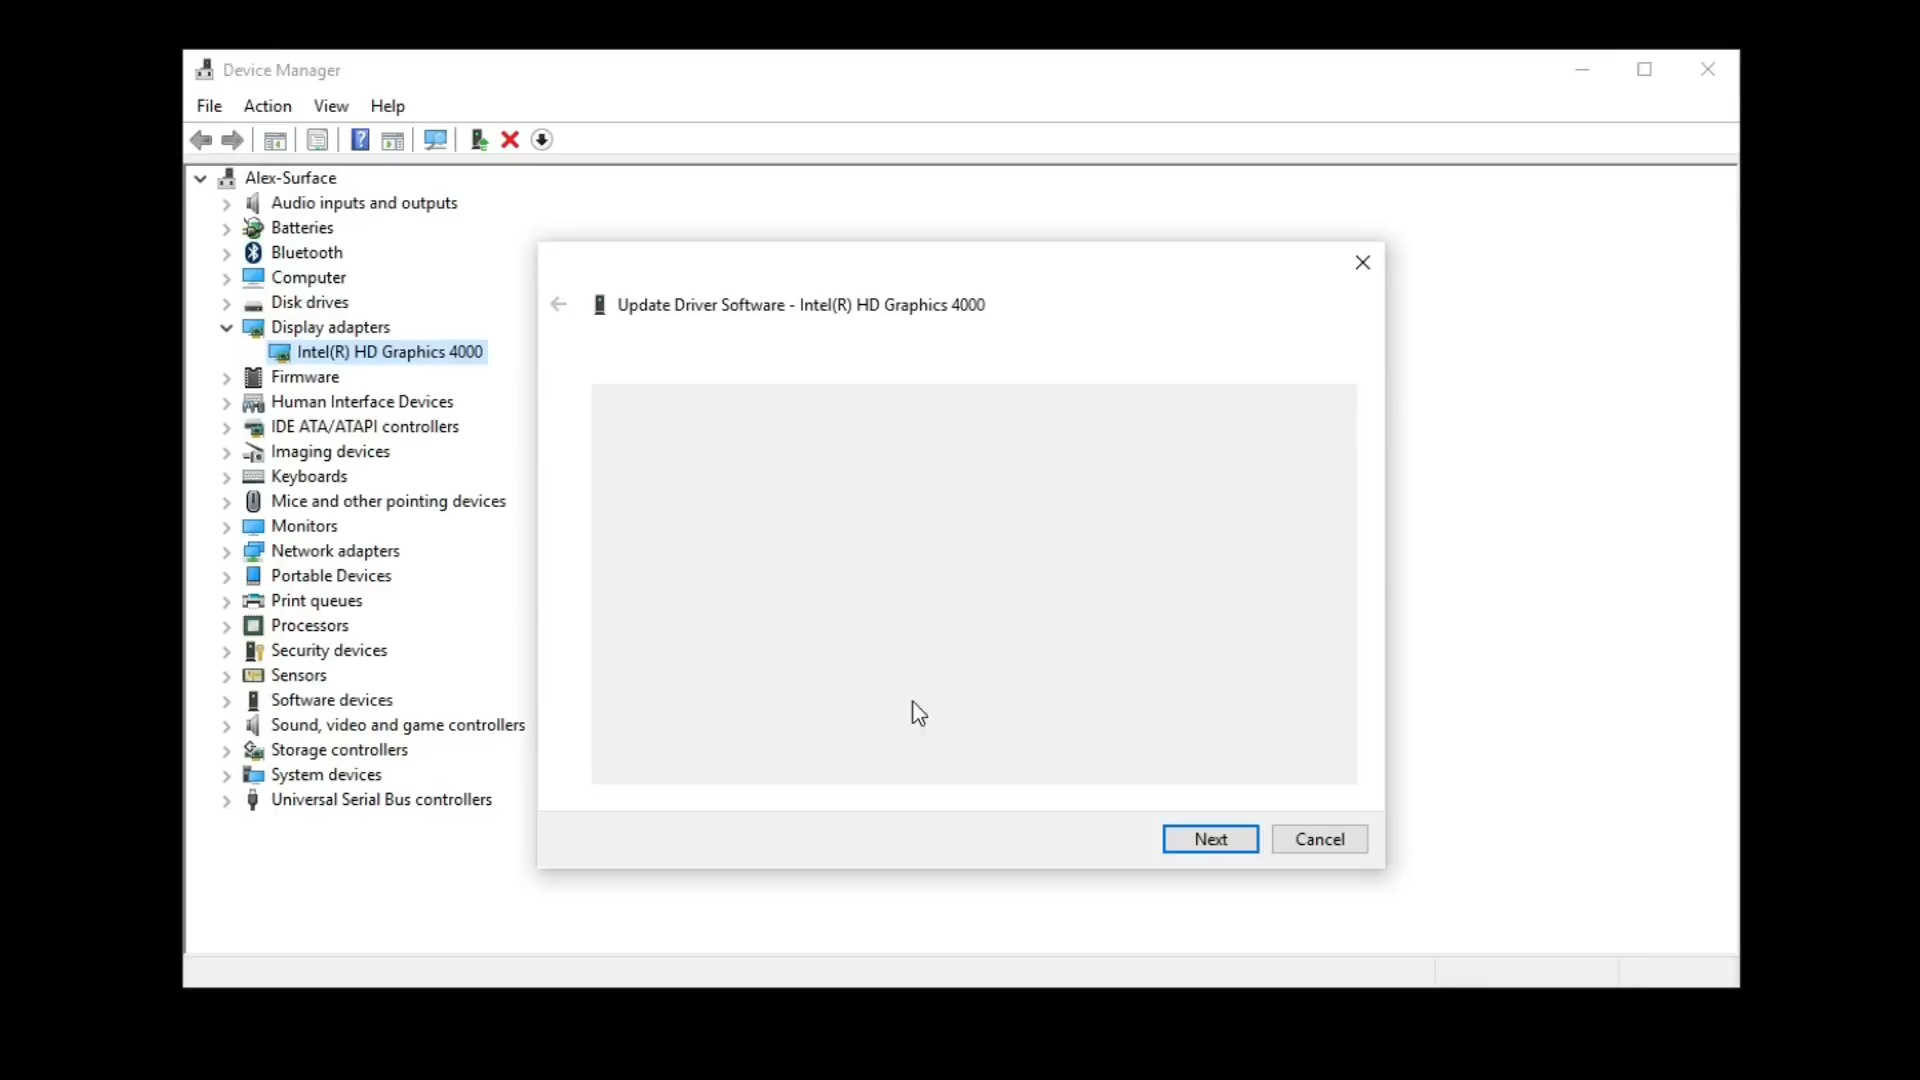 Device Manager
File Action View Help
Alex-Surface
Audio inputs and outputs
Batteries
Bluetooth
Computer
Disk drives
Display adapters
Intel(R) HD Graphics 4000
Firmware
Human Interface Devices
IDE ATA/ATAPI controllers
Imaging devices
Keyboards
Mice and other pointing devices
Monitors
Network adapters
Portable Devices
Print queues
Processors
Security devices
Sensors
Software devices
Sound, video and game controllers
Storage controllers
System devices
Universal Serial Bus controllers
Update Driver Software - Intel(R) HD Graphics 4000
Next Cancel